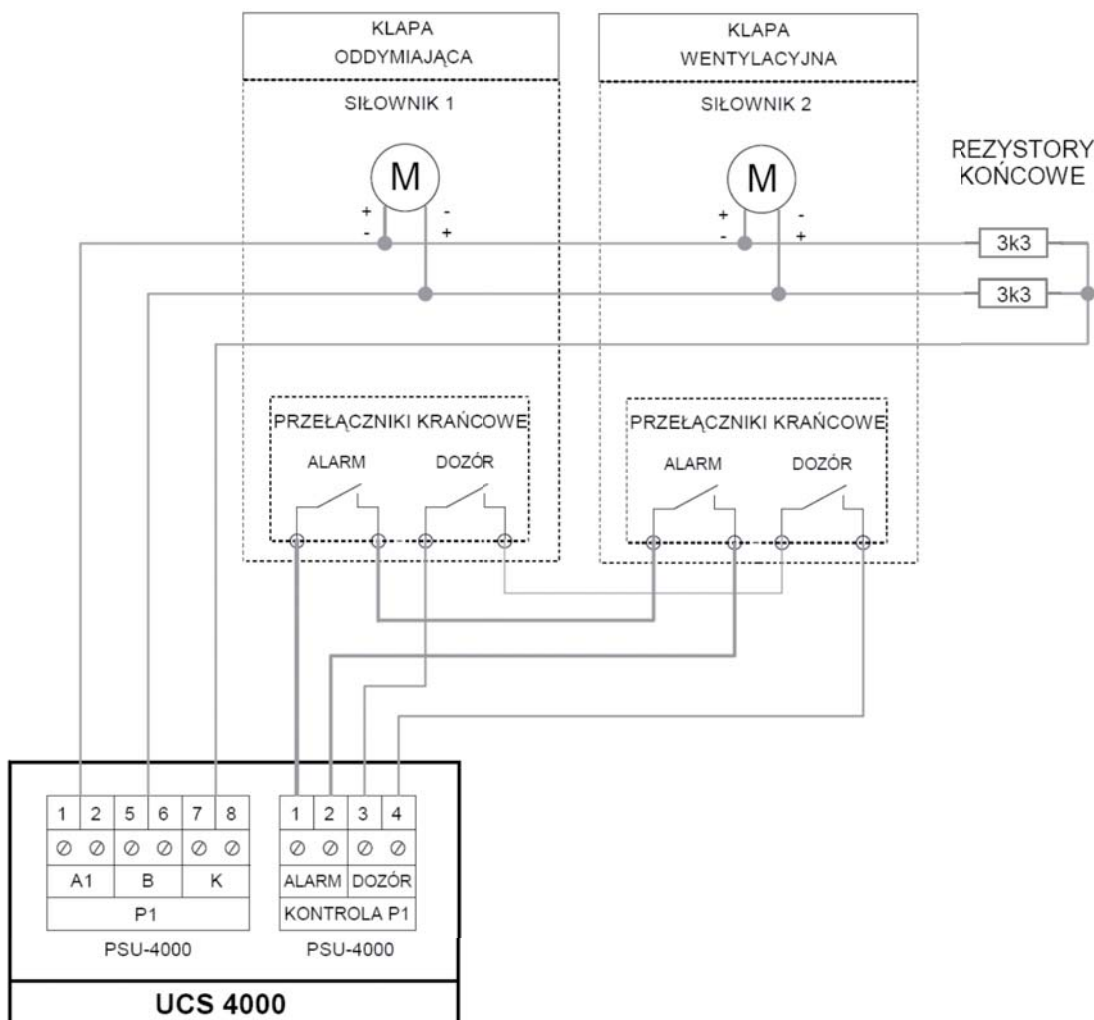 KLAPA
ODDYMIAJĄCA
KLAPA
WENTYLACYJNA
SIŁOWNIK 1
SIŁOWNIK 2
REZYSTORY
KOŃCOWE
M
M
+ -
- +
+ -
- +
3k3
3k3
PRZEŁĄCZNIKI KRAŃCOWE
ALARM DOZÓR
PRZEŁĄCZNIKI KRAŃCOWE
ALARM DOZÓR
1 2 5 6 7 8
A1 B K
P1
PSU-4000
1 2 3 4
ALARM DOZÓR
KONTROLA P1
PSU-4000
UCS 4000